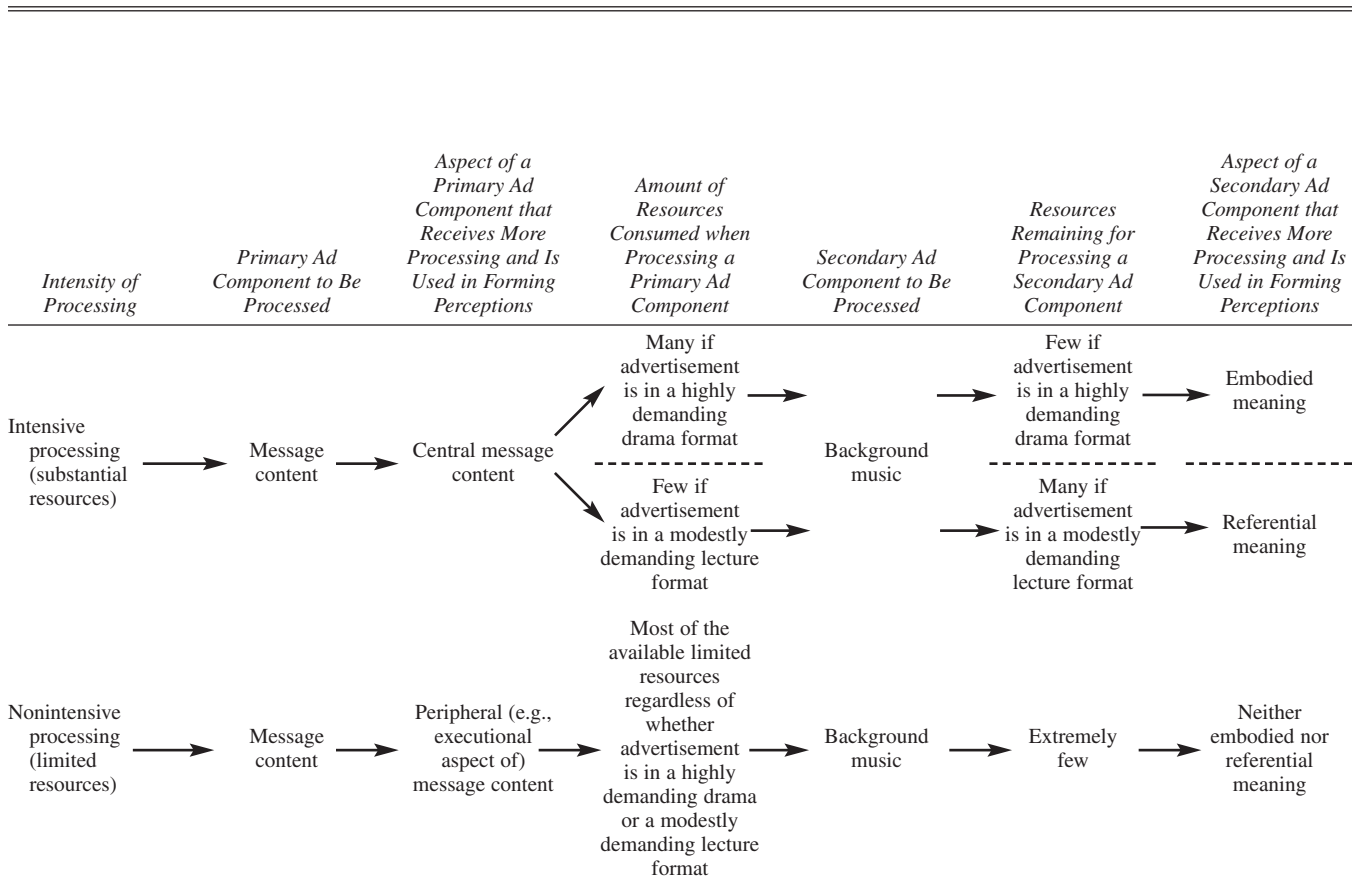 Intensity of
Processing
Primary Ad
Component to Be
Processed
Aspect of a
Primary Ad
Component that
Receives More
Processing and Is
Used in Forming
Perceptions
Amount of
Resources
Consumed when
Processing a
Primary Ad
Component
Secondary Ad
Component to Be
Processed
Resources
Remaining for
Processing a
Secondary Ad
Component
Aspect of a
Secondary Ad
Component that
Receives More
Processing and Is
Used in Forming
Perceptions
Intensive
processing
(substantial
resources)
Message
content
Central message
content
Many if
advertisement
is in a highly
demanding
drama format
Few if
advertisement
is in a modestly
demanding lecture
format
Background
music
Few if
advertisement
is in a highly
demanding
drama format
Many if
advertisement
is in a modestly
demanding
lecture format
Embodied
meaning
Referential
meaning
Nonintensive
processing
(limited
resources)
Message
content
Peripheral (e.g.,
executional
aspect of)
message content
Most of the
available limited
resources
regardless of
whether
advertisement
is in a highly
demanding drama
or a modestly
demanding lecture
format
Background
music
Extremely
few
Neither
embodied nor
referential
meaning